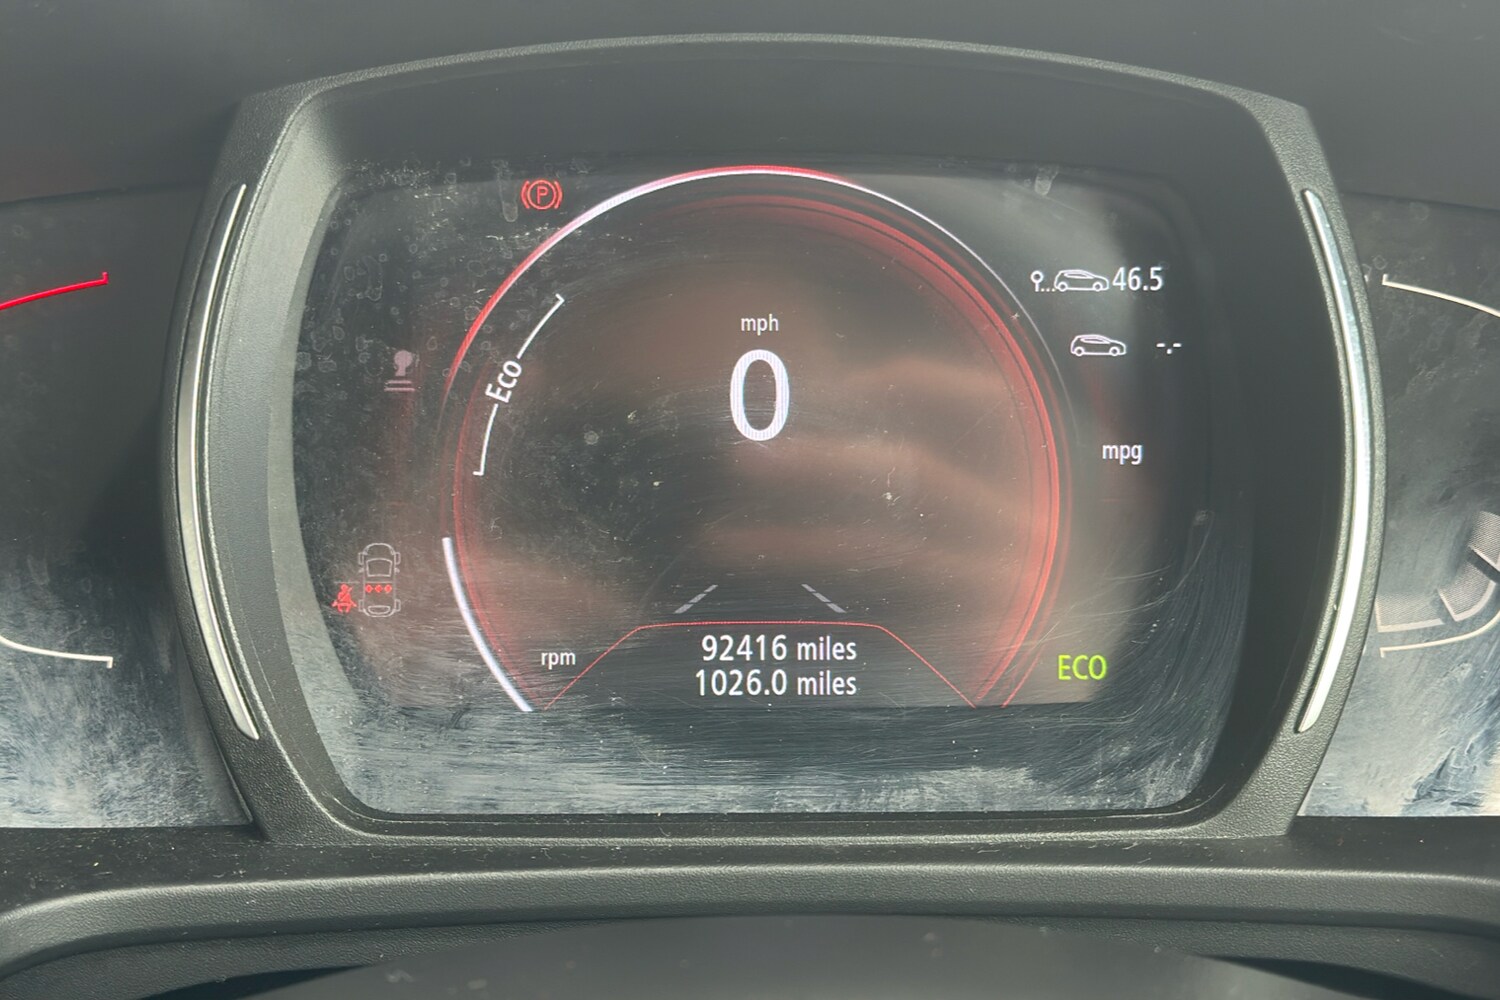 P
46.5
mph
Eco
0
-.-
mpg
rpm
92416 miles
1026.0 miles
ECO